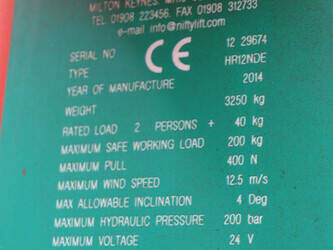 MILTON KEYNES,
TEL 01908 223456, FAX 01908 312733
e-mail info@niftylift.com
CE
SERIAL NO 12 29674
TYPE HR12NDE
YEAR OF MANUFACTURE 2014
WEIGHT 3250 kg
RATED LOAD 2 PERSONS + 40 kg
MAXIMUM SAFE WORKING LOAD 200 kg
MAXIMUM PULL 400 N
MAXIMUM WIND SPEED 12.5 m/s
MAX ALLOWABLE INCLINATION 4 Deg
MAXIMUM HYDRAULIC PRESSURE 200 bar
MAXIMUM VOLTAGE 24 V